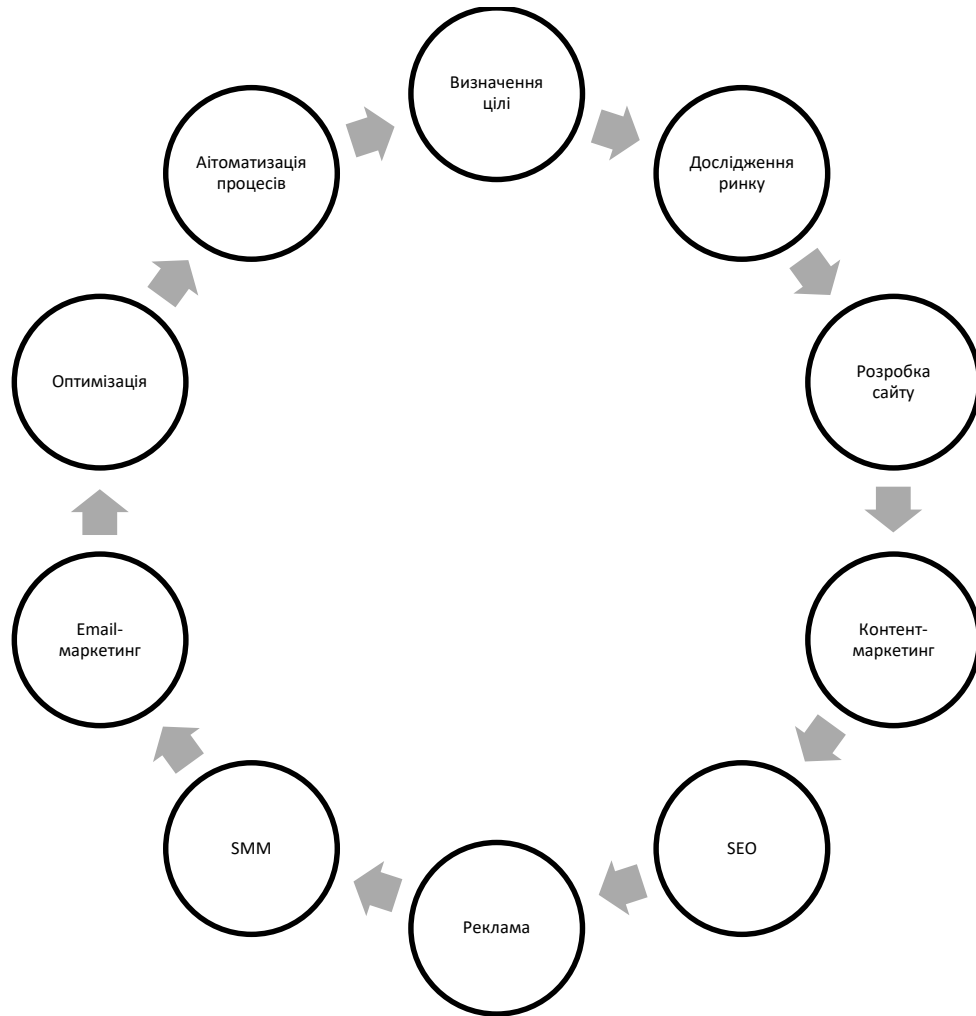 Визначення
цілі
Дослідження
ринку
Розробка
сайту
Контент-
маркетинг
SEO
Реклама
SMM
Email-
маркетинг
Оптимізація
Аітоматизація
процесів